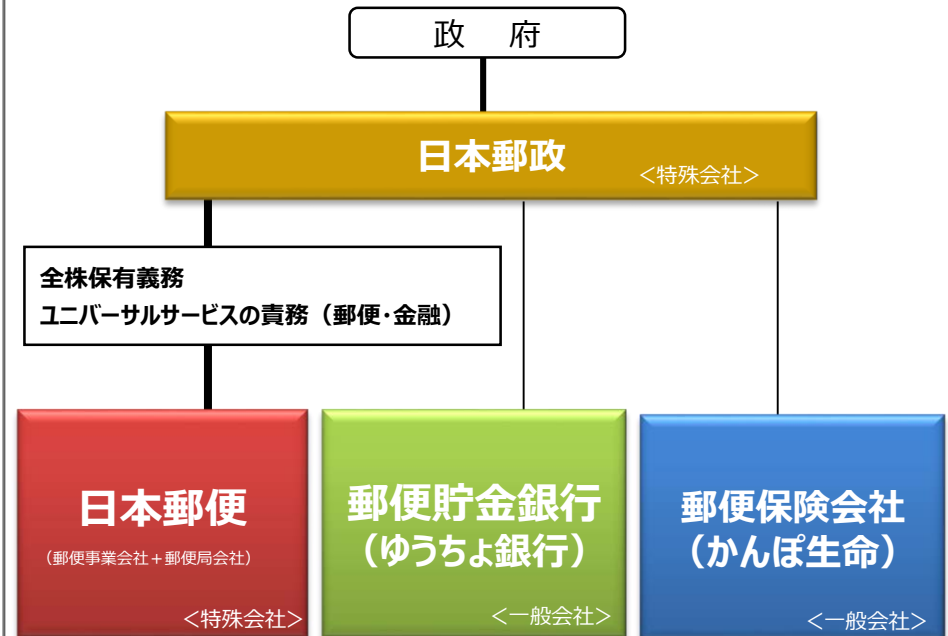 政　府
日本郵政
＜特殊会社＞
全株保有義務
ユニバーサルサービスの責務（郵便・金融）
日本郵便
（郵便事業会社＋郵便局会社）
＜特殊会社＞
郵便貯金銀行
（ゆうちょ銀行）
＜一般会社＞
郵便保険会社
（かんぽ生命）
＜一般会社＞